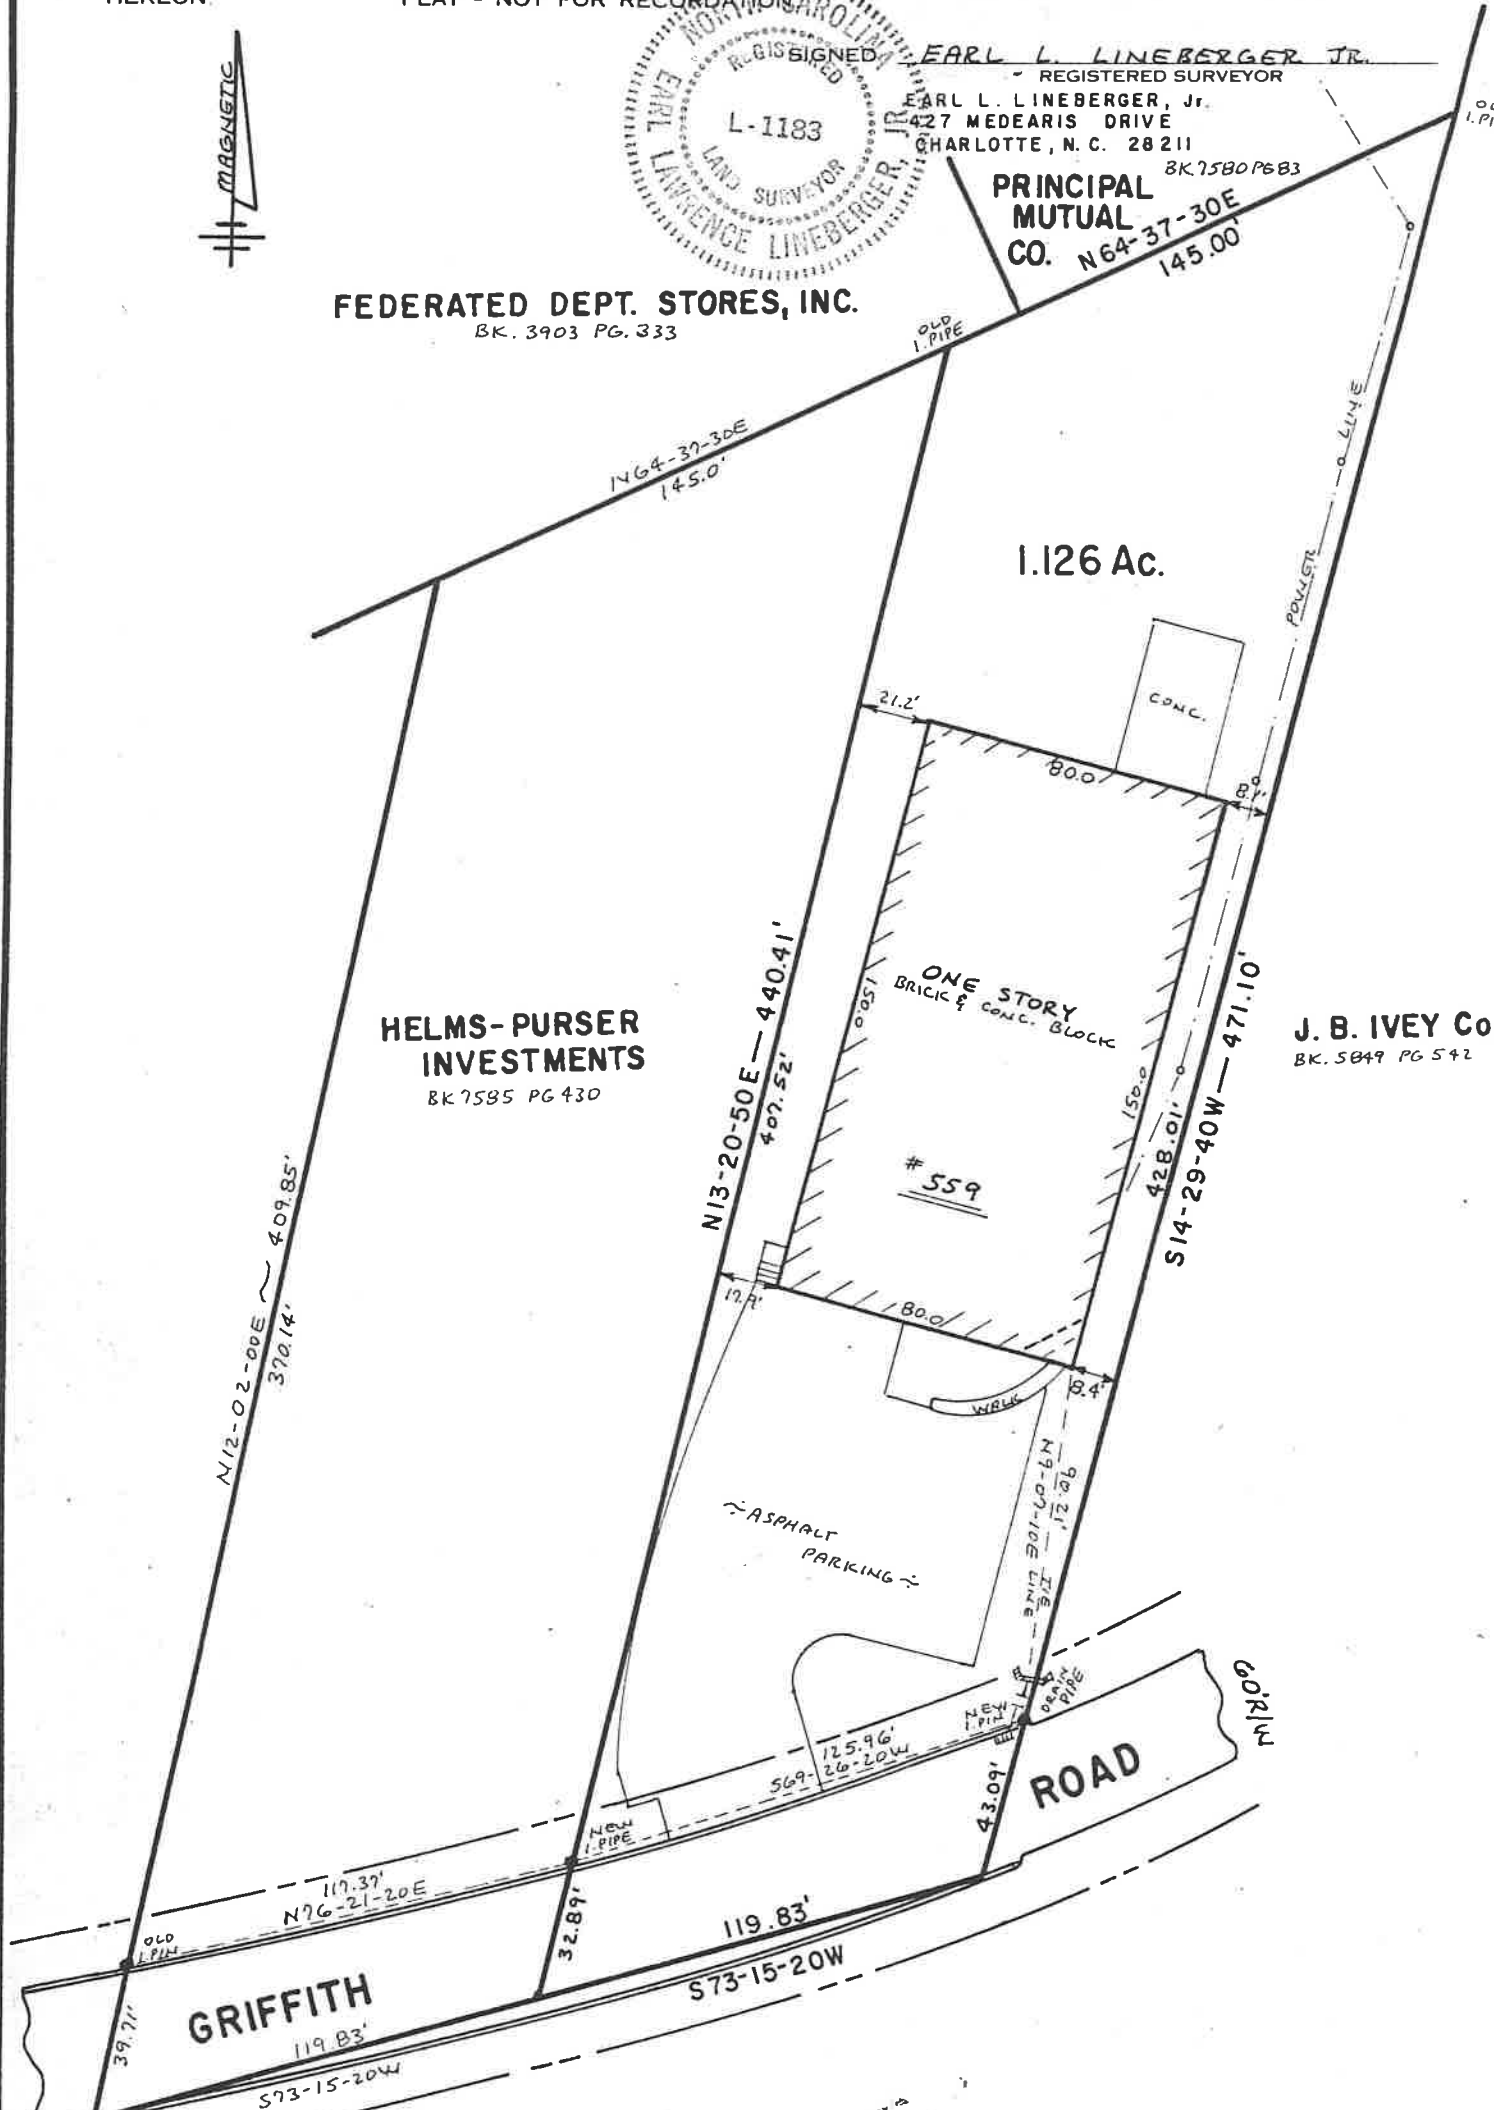 HEREON.
PLAT - NOT FOR RECORDATION
NORTH CAROLINA
REGISTERED
L-1183
LAND SURVEYOR
EARL LAWRENCE LINEBERGER, JR.
SIGNED EARL L. LINEBERGER JR.
REGISTERED SURVEYOR
EARL L. LINEBERGER, Jr.
427 MEDEARIS DRIVE
CHARLOTTE, N. C. 28211
MAGNETIC
BK 7580 PG 83
PRINCIPAL
MUTUAL
CO.
N64-37-30E
145.00'
FEDERATED DEPT. STORES, INC.
BK. 3903 PG. 333
OLD
I. PIPE
N64-37-30E
145.0'
POWER LINE
1.126 Ac.
CONC.
21.2'
80.0
8.1'
ONE STORY
BRICK & CONC. BLOCK
150.0
150.0
# 559
N13-20-50E — 440.41'
407.52'
HELMS-PURSER
INVESTMENTS
BK 7585 PG 430
J. B. IVEY Co
BK. 5849 PG 542
S14-29-40W — 471.10'
428.01'
N12-02-00E ~ 409.85'
370.14'
17.9'
80.0
8.4'
WALK
ASPHALT
PARKING
90.21' TIE
N9-07-10E LINE
DRAIN
PIPE
NEW
I. PIN
60' R/W
125.96'
S69-26-20W
NEW
I. PIPE
43.09'
ROAD
117.37'
N76-21-20E
OLD
I. PIN
32.89'
119.83'
S73-15-20W
GRIFFITH
39.71'
119.83'
S73-15-20W